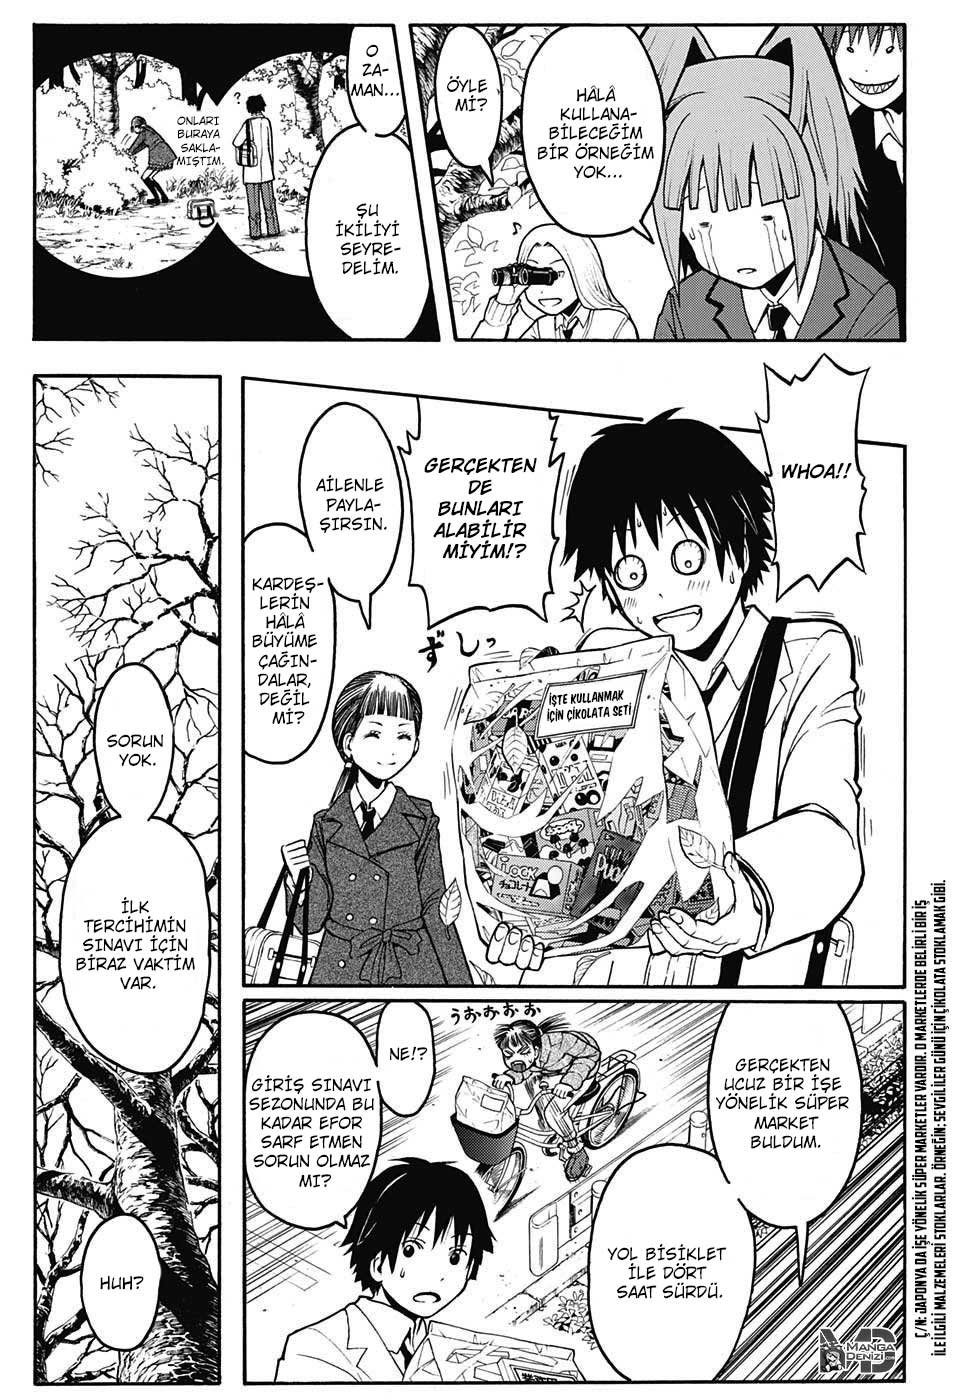 HÂLÂ
KULLANA-
BİLECEĞİM
BİR ÖRNEĞİM
YOK...
ÖYLE
Mİ?
O
ZA-
MAN...
ŞU
İKİLİYİ
SEYRE-
DELİM.
?
ONLARI
BURAYA
SAKLA-
MIŞTIM.
WHOA!!
GERÇEKTEN
DE
BUNLARI
ALABİLİR
MİYİM!?
ずしっ
İŞTE KULLANMAK
İÇİN ÇİKOLATA SETİ
AİLENLE
PAYLA-
ŞIRSIN.
KARDEŞ-
LERİN
HÂLÂ
BÜYÜME
ÇAĞIN-
DALAR,
DEĞİL
Mİ?
GERÇEKTEN
UCUZ BİR İŞE
YÖNELİK SÜPER
MARKET
BULDUM.
YOL BİSİKLET
İLE DÖRT
SAAT SÜRDÜ.
うおおおお
NE!?
GİRİŞ SINAVI
SEZONUNDA BU
KADAR EFOR
SARF ETMEN
SORUN OLMAZ
MI?
SORUN
YOK.
İLK
TERCİHİMİN
SINAVI İÇİN
BİRAZ VAKTİM
VAR.
HUH?
Ç/N: JAPONYA DA İŞE YÖNELİK SÜPER MARKETLER VARDIR. O MARKETLERDE BELİRLİ BİR İŞ
İLE İLGİLİ MALZEMELERİ STOKLARLAR. ÖRNEĞİN: SEVGİLİLER GÜNÜ İÇİN ÇİKOLATA STOKLAMAK GİBİ.
MANGA
DENİZİ